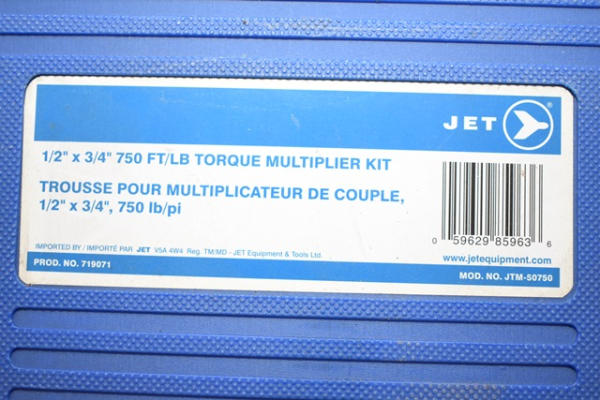 JET
1/2" x 3/4" 750 FT/LB TORQUE MULTIPLIER KIT
TROUSSE POUR MULTIPLICATEUR DE COUPLE,
1/2" x 3/4", 750 lb/pi
0 59629 85963 6
IMPORTED BY / IMPORTÉ PAR JET V5A 4W4 Reg. TM/MD - JET Equipment & Tools Ltd.
www.jetequipment.com
PROD. NO. 719071
MOD. NO. JTM-50750